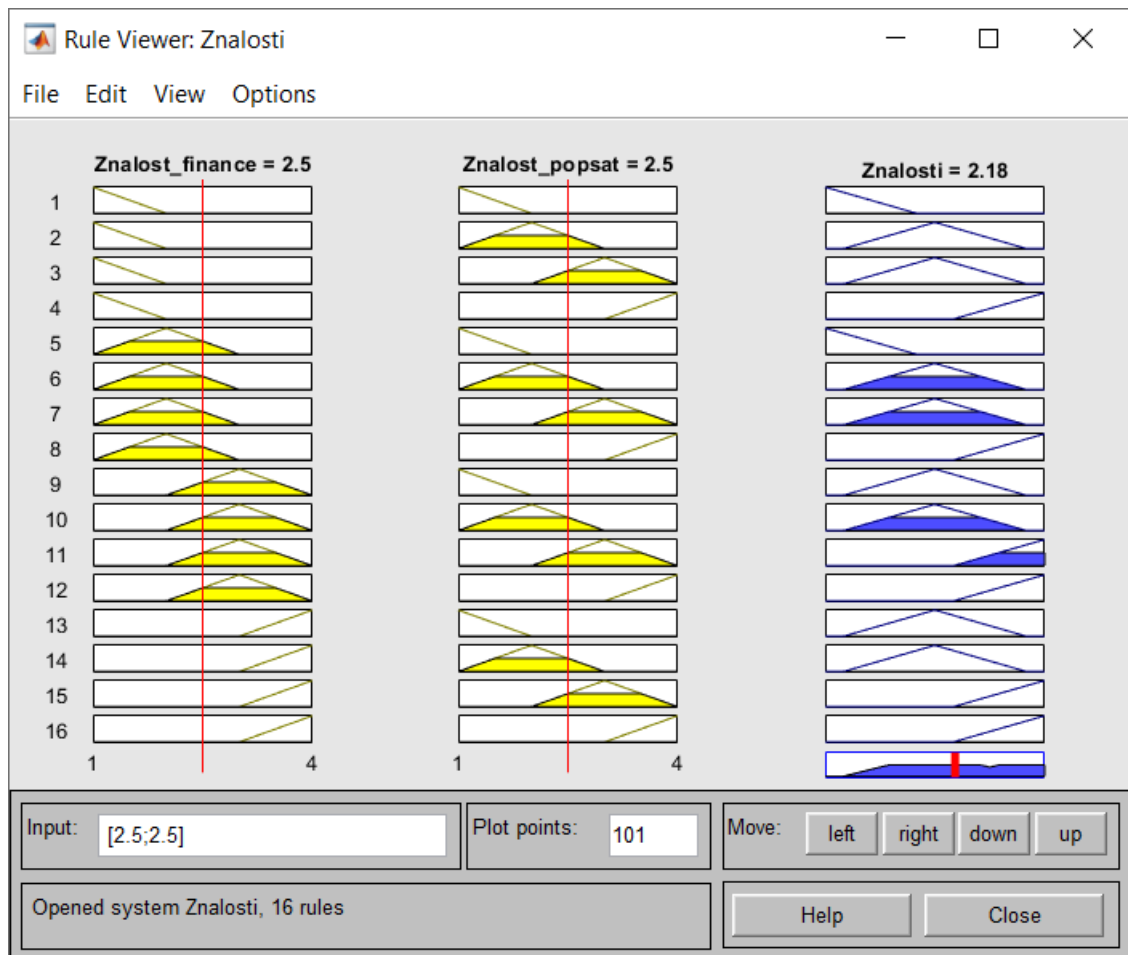 Rule Viewer: Znalosti
File Edit View Options
Znalost_finance = 2.5 Znalost_popsat = 2.5 Znalosti = 2.18
1
2
3
4
5
6
7
8
9
10
11
12
13
14
15
16
1 4 1 4
Input: [2.5;2.5] Plot points: 101 Move: left right down up
Opened system Znalosti, 16 rules Help Close